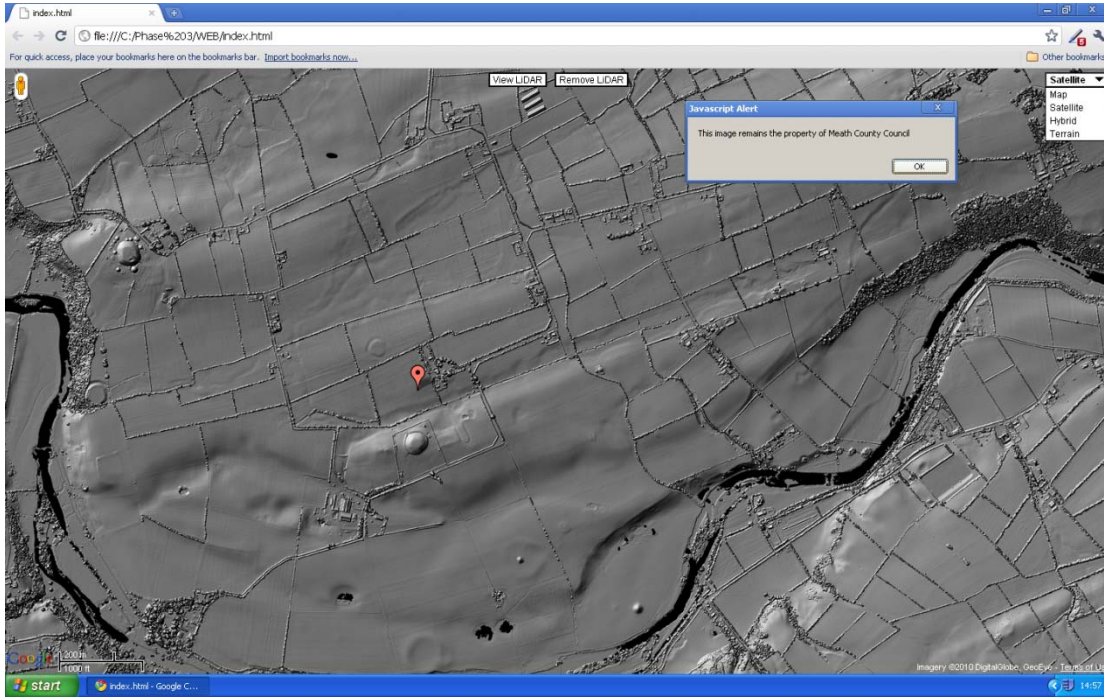 index.html
file:///C:/Phase%203/WEB/index.html
For quick access, place your bookmarks here on the bookmarks bar. Import bookmarks now...
Other bookmarks
View LiDAR
Remove LiDAR
Satellite
Map
Satellite
Hybrid
Terrain
Javascript Alert
This image remains the property of Meath County Council
OK
Google
200 m
1000 ft
Imagery ©2010 DigitalGlobe, GeoEye - Terms of Us
start
index.html - Google C...
14:57